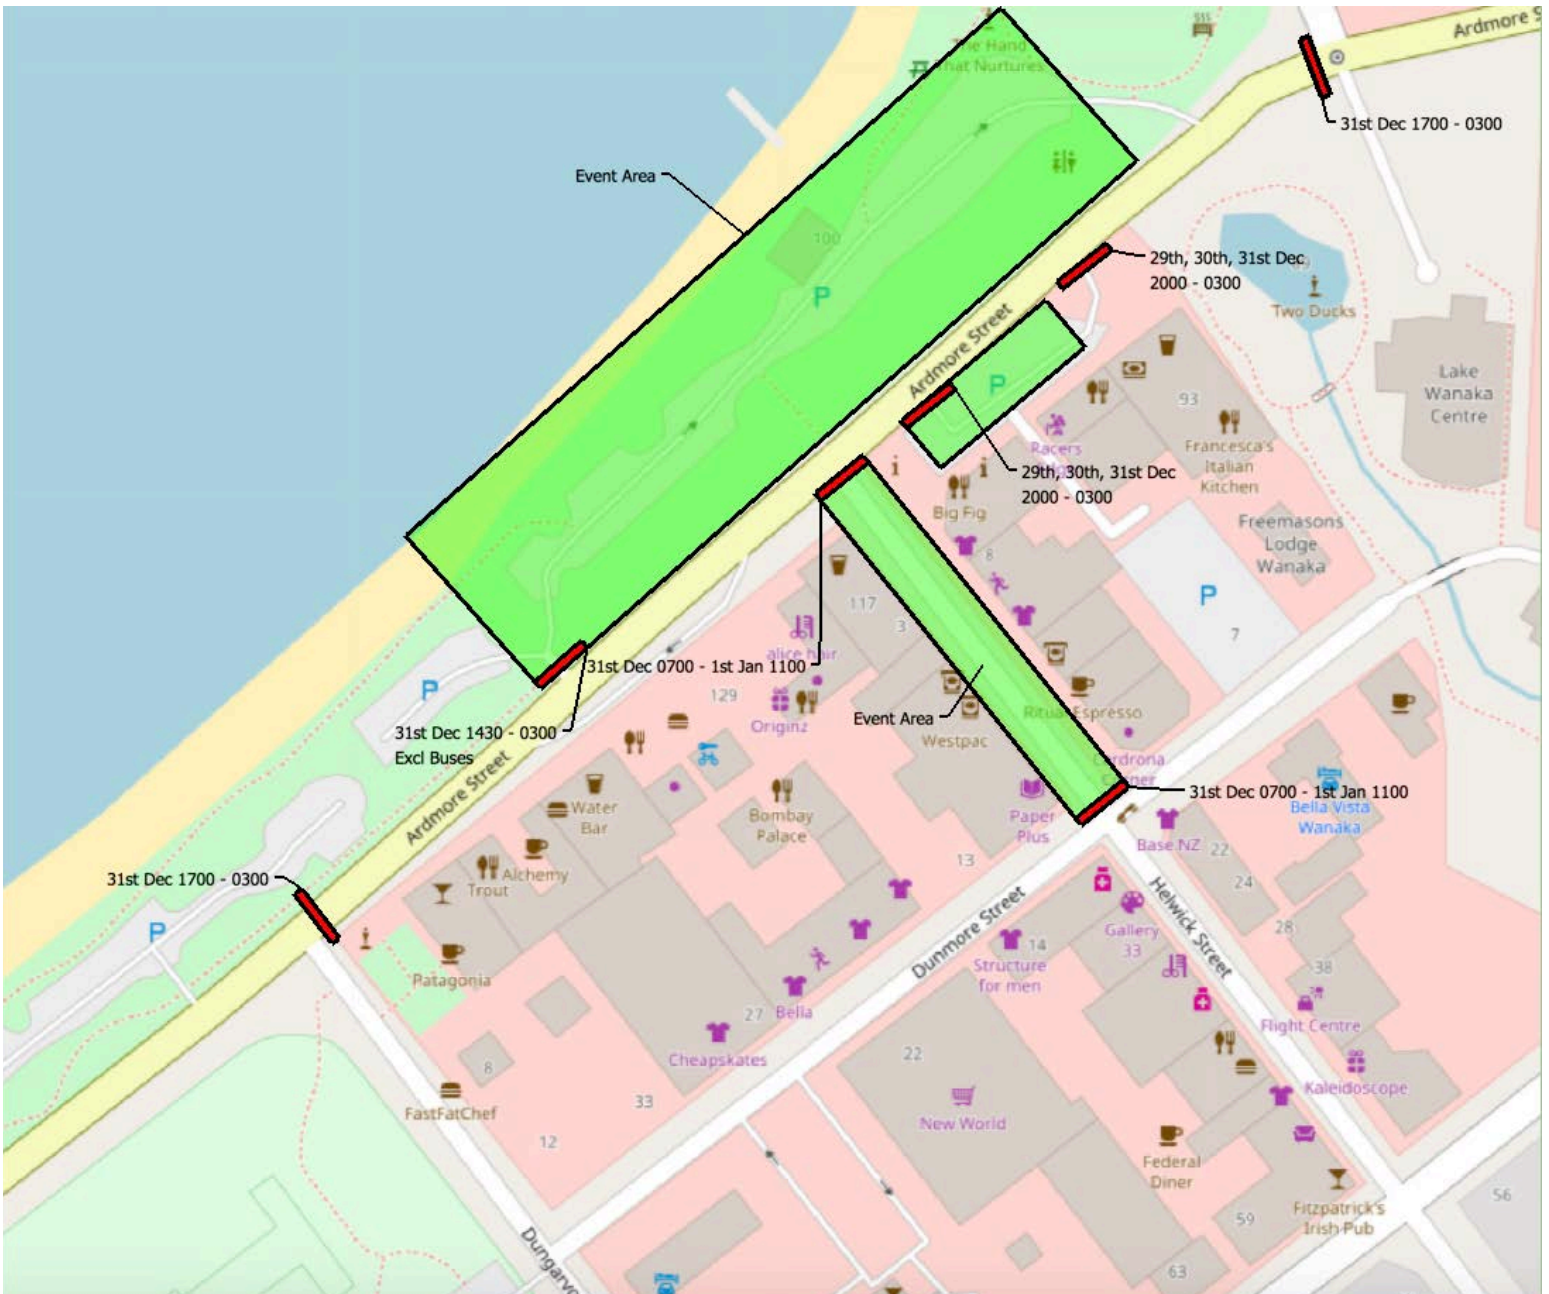 Ardmore S
The Hand
That Nurtures
31st Dec 1700 - 0300
Event Area
100
P
29th, 30th, 31st Dec
2000 - 0300
Two Ducks
Ardmore Street
Lake
Wanaka
Centre
P
93
Racers
Francesca's
Italian
Kitchen
29th, 30th, 31st Dec
2000 - 0300
Big Fig
Freemasons
Lodge
Wanaka
8
P
7
117
3
alice hair
31st Dec 0700 - 1st Jan 1100
P
129
Originz
Event Area
Ritual Espresso
Westpac
31st Dec 1430 - 0300
Excl Buses
Cardrona
Corner
Ardmore Street
31st Dec 0700 - 1st Jan 1100
Water
Bar
Bombay
Palace
Paper
Plus
Bella Vista
Wanaka
Base NZ
22
13
Alchemy
Trout
31st Dec 1700 - 0300
24
Helwick Street
Dunmore Street
Gallery
33
28
P
14
Structure
for men
38
Patagonia
27
Bella
Flight Centre
Cheapskates
22
8
Kaleidoscope
33
FastFatChef
New World
12
Federal
Diner
56
Fitzpatrick's
Irish Pub
59
Dungarvo
63